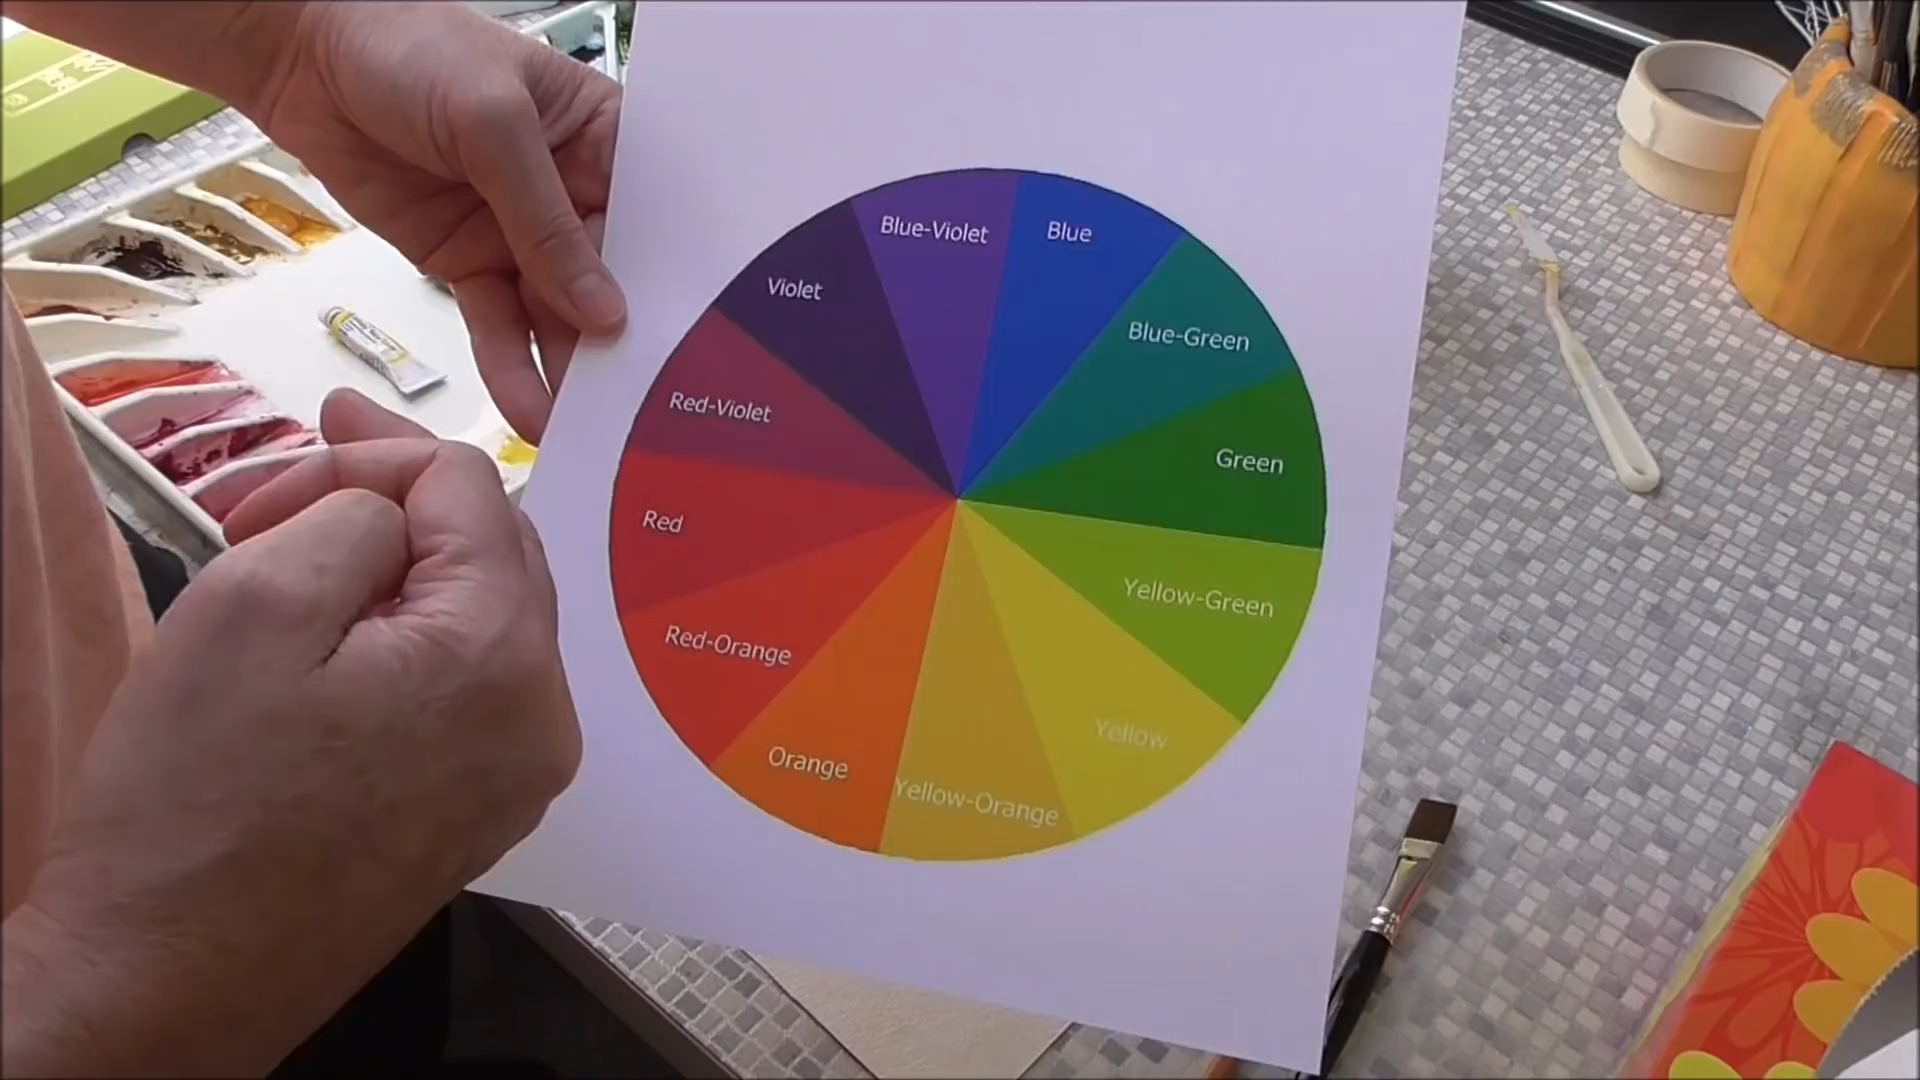 Blue-Violet
Blue
Violet
Blue-Green
Red-Violet
Green
Red
Yellow-Green
Red-Orange
Yellow
Orange
Yellow-Orange